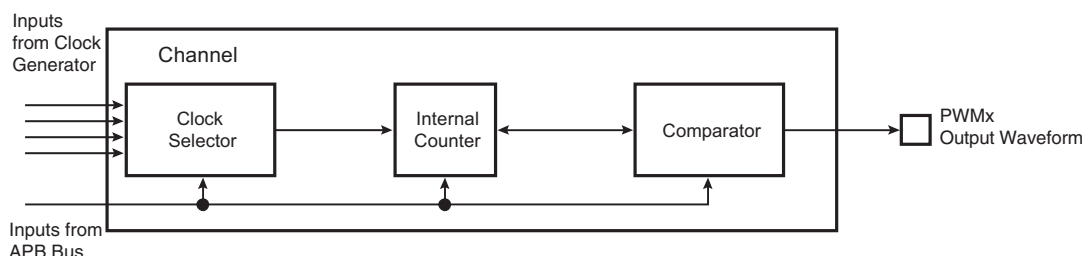 Inputs
from Clock
Generator
Channel
Clock
Selector
Internal
Counter
Comparator
PWMx
Output Waveform
Inputs from
APB Bus